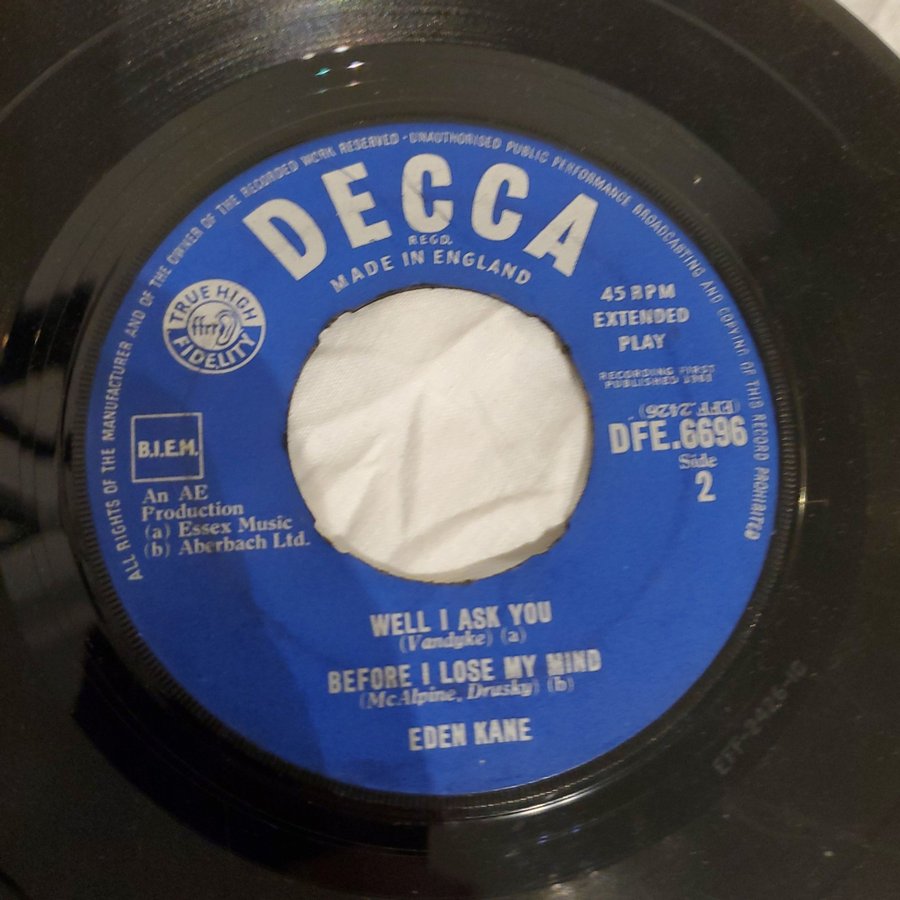 ALL RIGHTS OF THE MANUFACTURER AND OF THE OWNER OF THE RECORDED WORK RESERVED · UNAUTHORISED PUBLIC PERFORMANCE BROADCASTING AND COPYING OF THIS RECORD PROHIBITED
DECCA
REGD.
MADE IN ENGLAND
TRUE HIGH
ffrr
FIDELITY
45 RPM
EXTENDED
PLAY
RECORDING FIRST
PUBLISHED
(EFF.2426)
DFE.6696
Side
2
B.I.E.M.
An AE
Production
(a) Essex Music
(b) Aberbach Ltd.
WELL I ASK YOU
(Vandyke) (a)
BEFORE I LOSE MY MIND
(McAlpine, Drusky) (b)
EDEN KANE